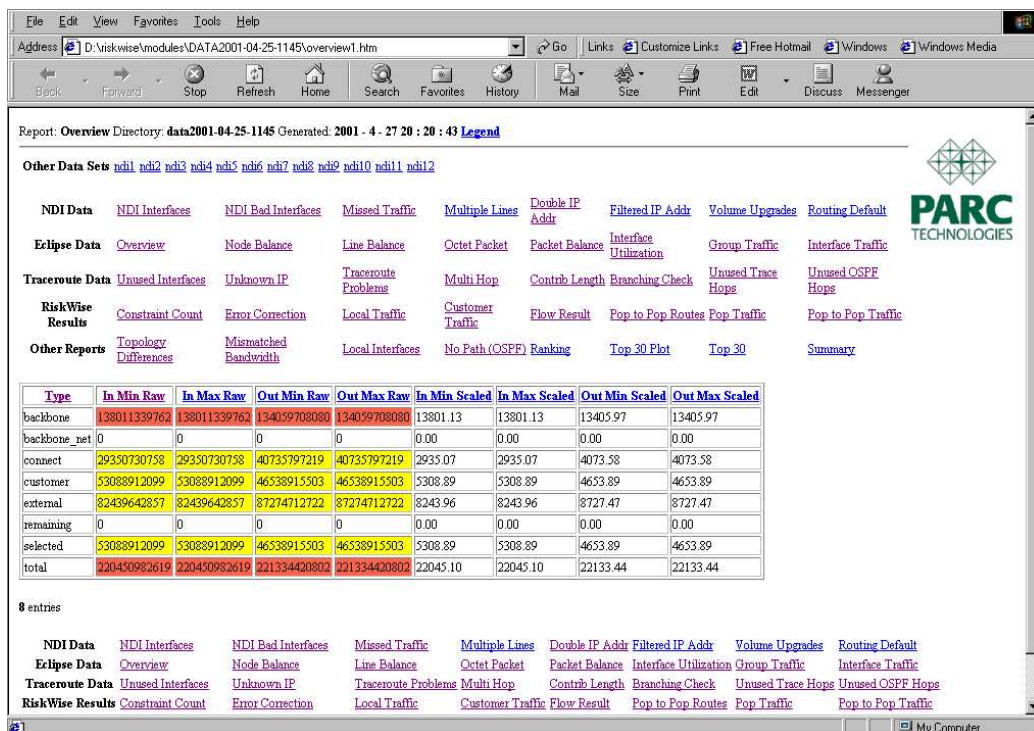 File Edit View Favorites Tools Help
Address D:\riskwise\modules\DATA2001-04-25-1145\overview1.htm Go Links Customize Links Free Hotmail Windows Windows Media
Back Forward Stop Refresh Home Search Favorites History Mail Size Print Edit Discuss Messenger
Report: Overview Directory: data2001-04-25-1145 Generated: 2001 - 4 - 27 20 : 20 : 43 Legend
Other Data Sets ndi1 ndi2 ndi3 ndi4 ndi5 ndi6 ndi7 ndi8 ndi9 ndi10 ndi11 ndi12
PARC
TECHNOLOGIES
NDI Data NDI Interfaces NDI Bad Interfaces Missed Traffic Multiple Lines Double IP Addr Filtered IP Addr Volume Upgrades Routing Default
Eclipse Data Overview Node Balance Line Balance Octet Packet Packet Balance Interface Utilization Group Traffic Interface Traffic
Traceroute Data Unused Interfaces Unknown IP Traceroute Problems Multi Hop Contrib Length Branching Check Unused Trace Hops Unused OSPF Hops
RiskWise Results Constraint Count Error Correction Local Traffic Customer Traffic Flow Result Pop to Pop Routes Pop Traffic Pop to Pop Traffic
Other Reports Topology Differences Mismatched Bandwidth Local Interfaces No Path (OSPF) Ranking Top 30 Plot Top 30 Summary
Type In Min Raw In Max Raw Out Min Raw Out Max Raw In Min Scaled In Max Scaled Out Min Scaled Out Max Scaled
backbone 138011339762 138011339762 134059708080 134059708080 13801.13 13801.13 13405.97 13405.97
backbone_net 0 0 0 0 0.00 0.00 0.00 0.00
connect 29350730758 29350730758 40735797219 40735797219 2935.07 2935.07 4073.58 4073.58
customer 53088912099 53088912099 46538915503 46538915503 5308.89 5308.89 4653.89 4653.89
external 82439642857 82439642857 87274712722 87274712722 8243.96 8243.96 8727.47 8727.47
remaining 0 0 0 0 0.00 0.00 0.00 0.00
selected 53088912099 53088912099 46538915503 46538915503 5308.89 5308.89 4653.89 4653.89
total 220450982619 220450982619 221334420802 221334420802 22045.10 22045.10 22133.44 22133.44
8 entries
NDI Data NDI Interfaces NDI Bad Interfaces Missed Traffic Multiple Lines Double IP Addr Filtered IP Addr Volume Upgrades Routing Default
Eclipse Data Overview Node Balance Line Balance Octet Packet Packet Balance Interface Utilization Group Traffic Interface Traffic
Traceroute Data Unused Interfaces Unknown IP Traceroute Problems Multi Hop Contrib Length Branching Check Unused Trace Hops Unused OSPF Hops
RiskWise Results Constraint Count Error Correction Local Traffic Customer Traffic Flow Result Pop to Pop Routes Pop Traffic Pop to Pop Traffic
My Computer